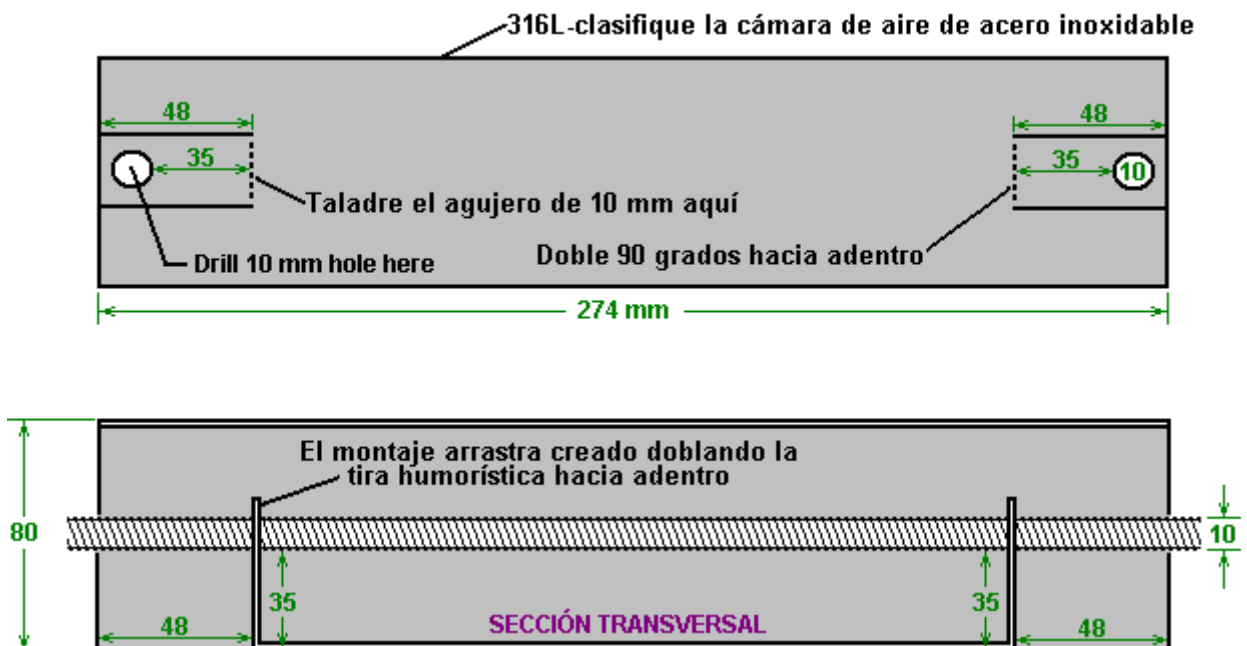 316L-clasifique la cámara de aire de acero inoxidable
48
48
35
35
10
Taladre el agujero de 10 mm aquí
Drill 10 mm hole here
Doble 90 grados hacia adentro
274 mm
El montaje arrastra creado doblando la
tira humorística hacia adentro
80
10
35
35
48
SECCIÓN TRANSVERSAL
48